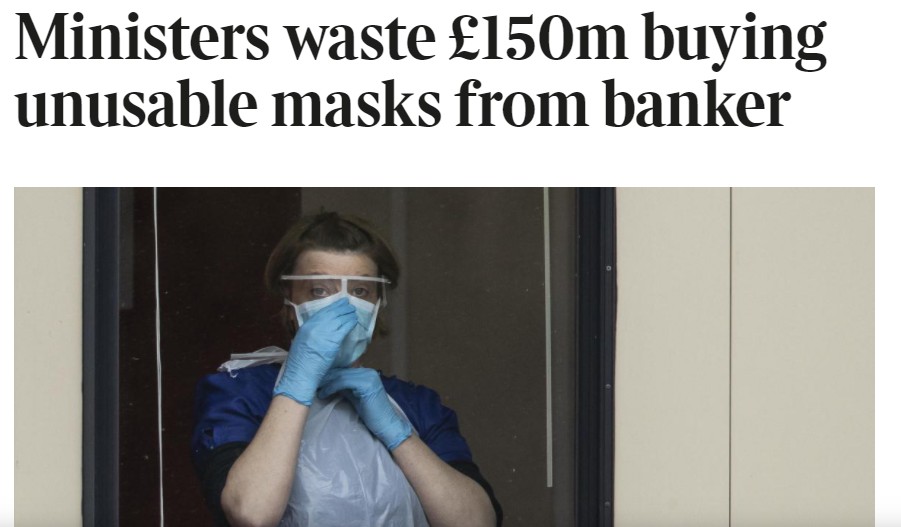 Ministers waste £150m buying
unusable masks from banker